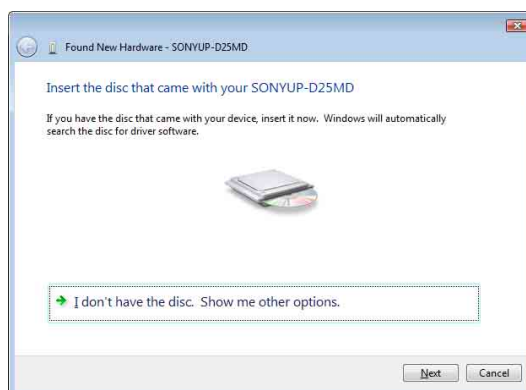 Found New Hardware - SONYUP-D25MD
Insert the disc that came with your SONYUP-D25MD
If you have the disc that came with your device, insert it now.  Windows will automatically
search the disc for driver software.
I don't have the disc.  Show me other options.
Next
Cancel